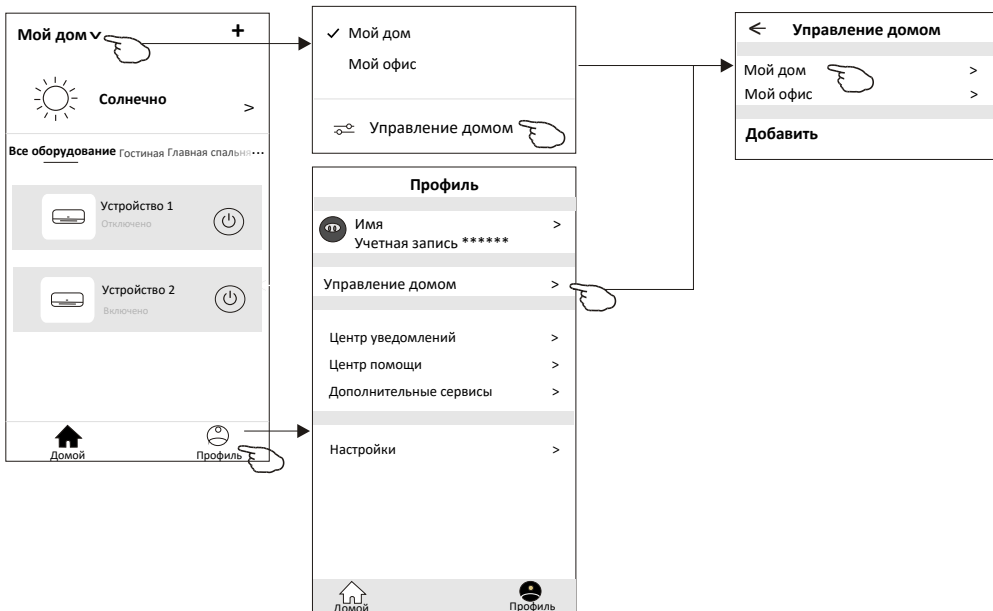 Мой дом
+
Солнечно
>
Все оборудование Гостиная Главная спальня...
Устройство 1
Отключено
Устройство 2
Включено
Домой
Профиль
✓ Мой дом
Мой офис
Управление домом
Профиль
Имя >
Учетная запись ******
Управление домом >
Центр уведомлений >
Центр помощи >
Дополнительные сервисы >
Настройки >
Домой
Профиль
Управление домом
Мой дом >
Мой офис >
Добавить